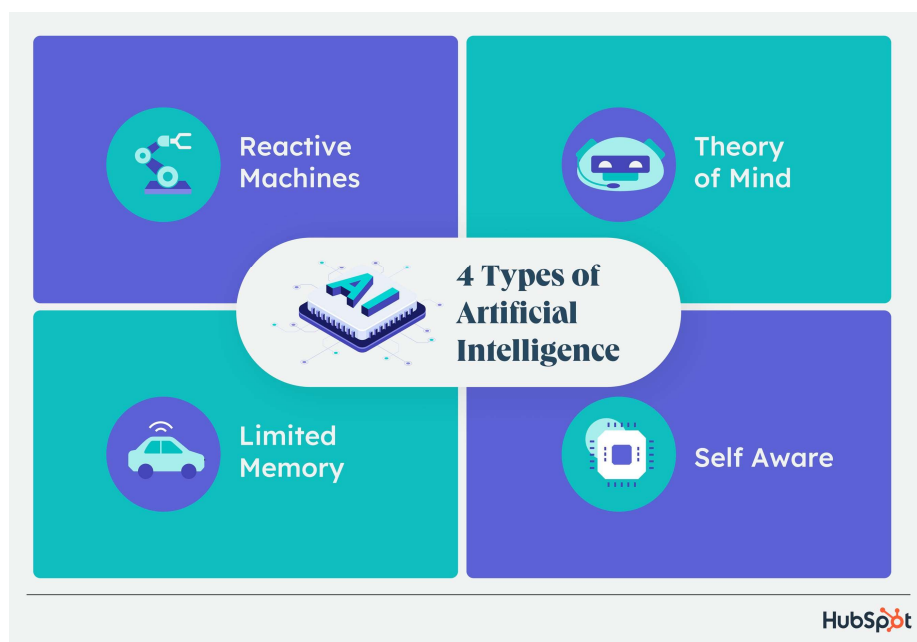 Reactive
Machines
Theory
of Mind
AI
4 Types of
Artificial
Intelligence
Limited
Memory
Self Aware
HubSpot